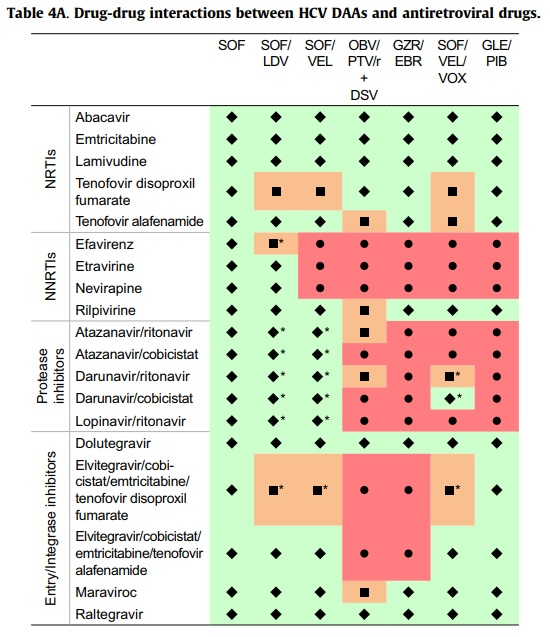 Table 4A. Drug-drug interactions between HCV DAAs and antiretroviral drugs.
SOF SOF/ SOF/ OBV/ GZR/ SOF/ GLE/
LDV VEL PTV/r EBR VEL/ PIB
+ VOX
DSV
NRTIs
Abacavir ◆ ◆ ◆ ◆ ◆ ◆ ◆
Emtricitabine ◆ ◆ ◆ ◆ ◆ ◆ ◆
Lamivudine ◆ ◆ ◆ ◆ ◆ ◆ ◆
Tenofovir disoproxil
fumarate ◆ ■ ■ ◆ ◆ ■ ◆
Tenofovir alafenamide ◆ ◆ ◆ ■ ◆ ■ ◆
NNRTIs
Efavirenz ◆ ■* ● ● ● ● ●
Etravirine ◆ ◆ ● ● ● ● ●
Nevirapine ◆ ◆ ● ● ● ● ●
Rilpivirine ◆ ◆ ◆ ■ ◆ ◆ ◆
Protease
inhibitors
Atazanavir/ritonavir ◆ ◆* ◆* ■ ● ● ●
Atazanavir/cobicistat ◆ ◆* ◆* ● ● ● ●
Darunavir/ritonavir ◆ ◆* ◆* ■ ● ■* ●
Darunavir/cobicistat ◆ ◆* ◆* ● ● ◆* ●
Lopinavir/ritonavir ◆ ◆* ◆* ● ● ● ●
Entry/Integrase inhibitors
Dolutegravir ◆ ◆ ◆ ◆ ◆ ◆ ◆
Elvitegravir/cobi-
cistat/emtricitabine/
tenofovir disoproxil
fumarate ◆ ■* ■* ● ● ■* ◆
Elvitegravir/cobicistat/
emtricitabine/tenofovir
alafenamide ◆ ◆ ◆ ● ● ◆ ◆
Maraviroc ◆ ◆ ◆ ■ ◆ ◆ ◆
Raltegravir ◆ ◆ ◆ ◆ ◆ ◆ ◆